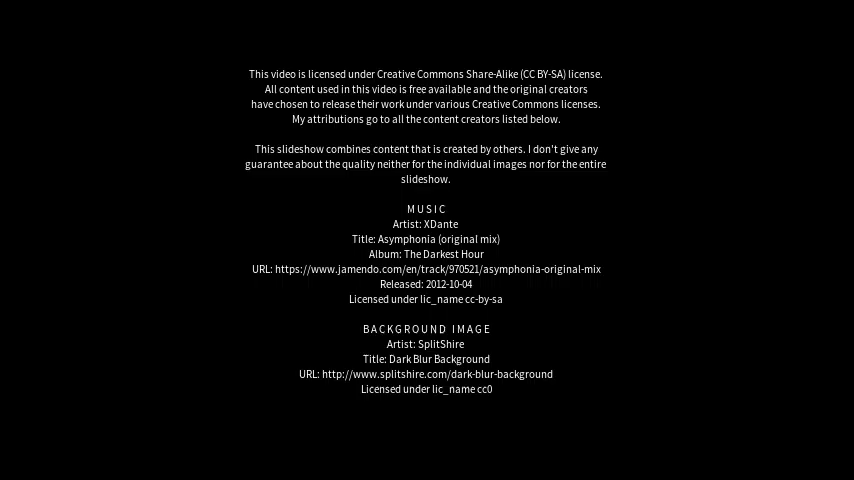 This video is licensed under Creative Commons Share-Alike (CC BY-SA) license.
All content used in this video is free available and the original creators
have chosen to release their work under various Creative Commons licenses.
My attributions go to all the content creators listed below.
This slideshow combines content that is created by others. I don't give any
guarantee about the quality neither for the individual images nor for the entire
slideshow.
MUSIC
Artist: XDante
Title: Asymphonia (original mix)
Album: The Darkest Hour
URL: https://www.jamendo.com/en/track/970521/asymphonia-original-mix
Released: 2012-10-04
Licensed under lic_name cc-by-sa
BACKGROUND IMAGE
Artist: SplitShire
Title: Dark Blur Background
URL: http://www.splitshire.com/dark-blur-background
Licensed under lic_name cc0